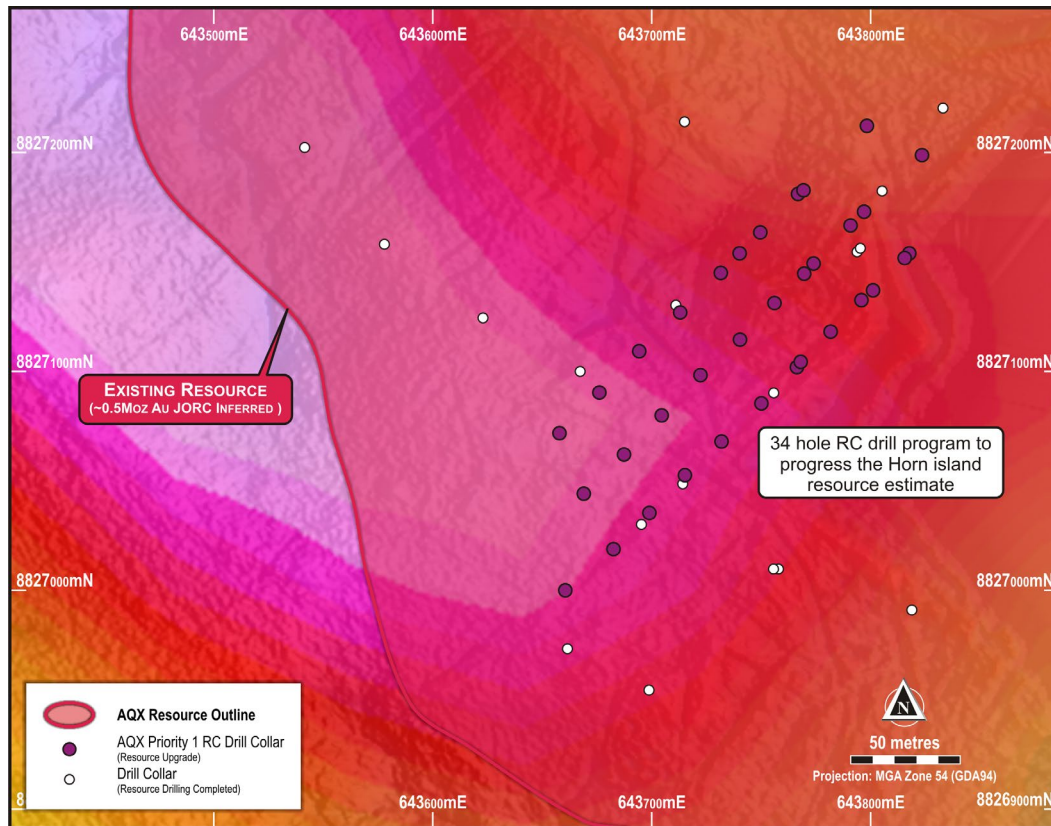 643500mE 643600mE 643700mE 643800mE
8827200mN 8827200mN
8827100mN 8827100mN
EXISTING RESOURCE
(~0.5MOZ AU JORC INFERRED )
34 hole RC drill program to
progress the Horn island
resource estimate
8827000mN 8827000mN
AQX Resource Outline
AQX Priority 1 RC Drill Collar
(Resource Upgrade)
Drill Collar
(Resource Drilling Completed)
N
50 metres
Projection: MGA Zone 54 (GDA94)
643600mE 643700mE 643800mE
8826900mN